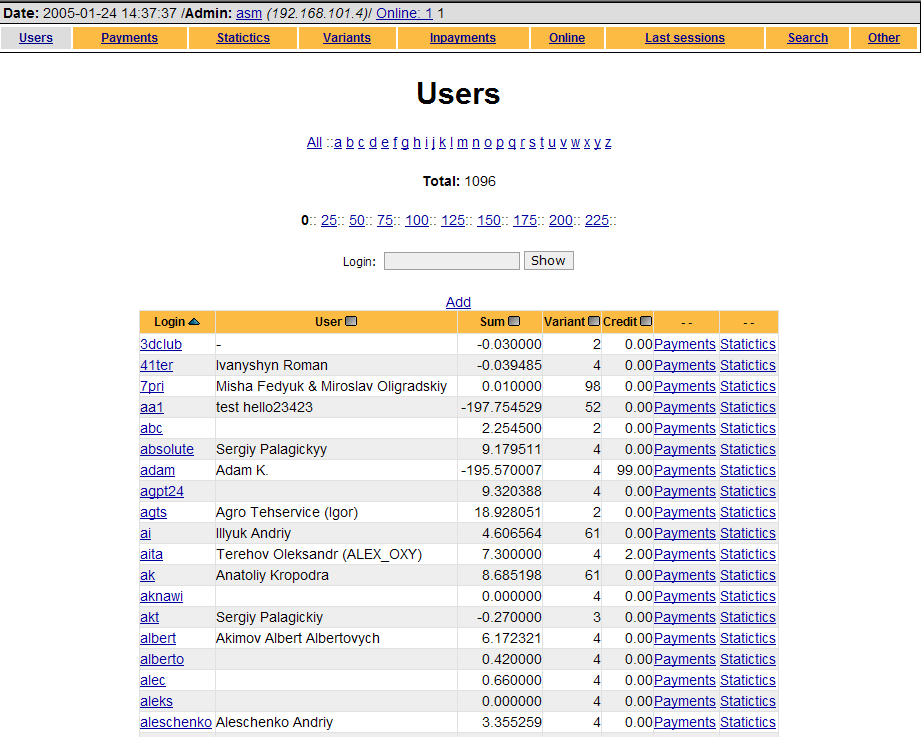 Date: 2005-01-24 14:37:37 /Admin: asm (192.168.101.4)/ Online: 1 1
Users Payments Statictics Variants Inpayments Online Last sessions Search Other
Users
All ::a b c d e f g h i j k l m n o p q r s t u v w x y z
Total: 1096
0:: 25:: 50:: 75:: 100:: 125:: 150:: 175:: 200:: 225::
Login: Show
Add
Login User Sum Variant Credit - - - -
3dclub - -0.030000 2 0.00 Payments Statictics
41ter Ivanyshyn Roman -0.039485 4 0.00 Payments Statictics
7pri Misha Fedyuk & Miroslav Oligradskiy 0.010000 98 0.00 Payments Statictics
aa1 test hello23423 -197.754529 52 0.00 Payments Statictics
abc 2.254500 2 0.00 Payments Statictics
absolute Sergiy Palagickyy 9.179511 4 0.00 Payments Statictics
adam Adam K. -195.570007 4 99.00 Payments Statictics
agpt24 9.320388 4 0.00 Payments Statictics
agts Agro Tehservice (Igor) 18.928051 2 0.00 Payments Statictics
ai Illyuk Andriy 4.606564 61 0.00 Payments Statictics
aita Terehov Oleksandr (ALEX_OXY) 7.300000 4 2.00 Payments Statictics
ak Anatoliy Kropodra 8.685198 61 0.00 Payments Statictics
aknawi 0.000000 4 0.00 Payments Statictics
akt Sergiy Palagickiy -0.270000 3 0.00 Payments Statictics
albert Akimov Albert Albertovych 6.172321 4 0.00 Payments Statictics
alberto 0.420000 4 0.00 Payments Statictics
alec 0.660000 4 0.00 Payments Statictics
aleks 0.000000 4 0.00 Payments Statictics
aleschenko Aleschenko Andriy 3.355259 4 0.00 Payments Statictics